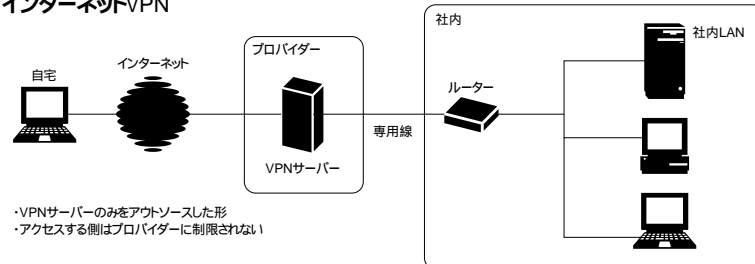 インターネットVPN
社内
プロバイダー
社内LAN
インターネット
自宅
ルーター
専用線
VPNサーバー
・VPNサーバーのみをアウトソースした形
・アクセスする側はプロバイダーに制限されない